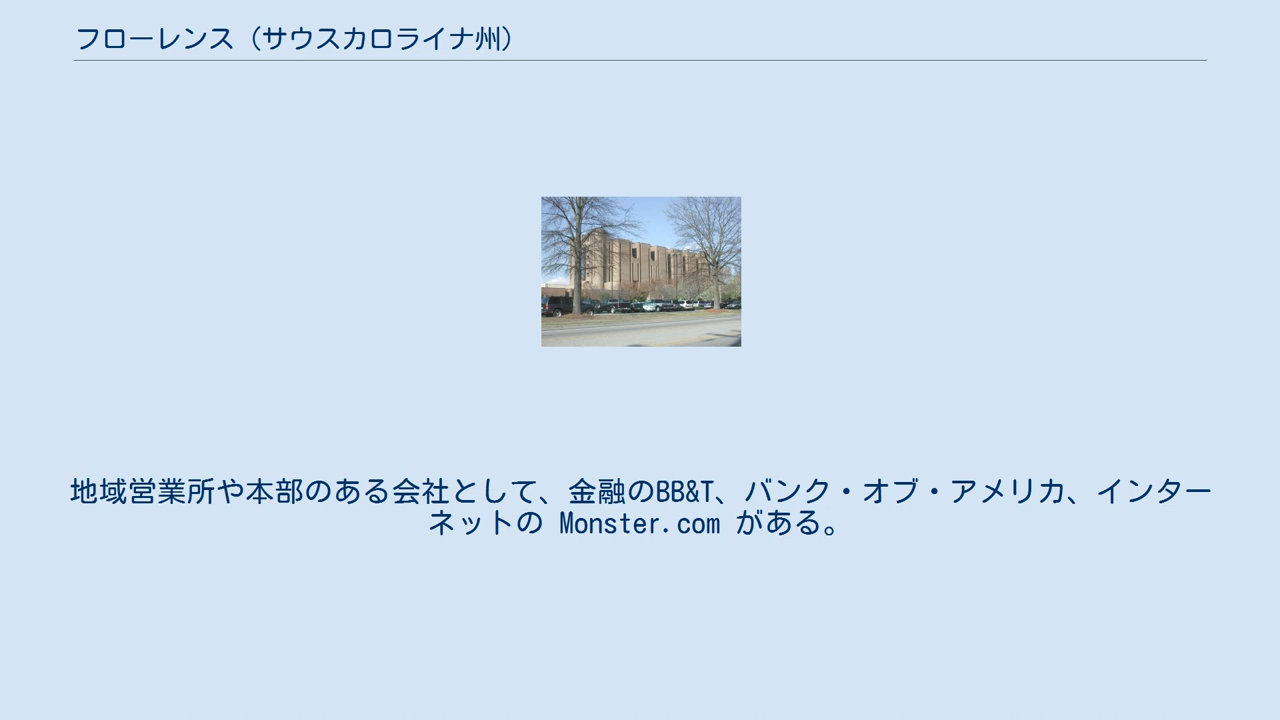 フローレンス（サウスカロライナ州）
地域営業所や本部のある会社として、金融のBB&T、バンク・オブ・アメリカ、インター
ネットの Monster.com がある。